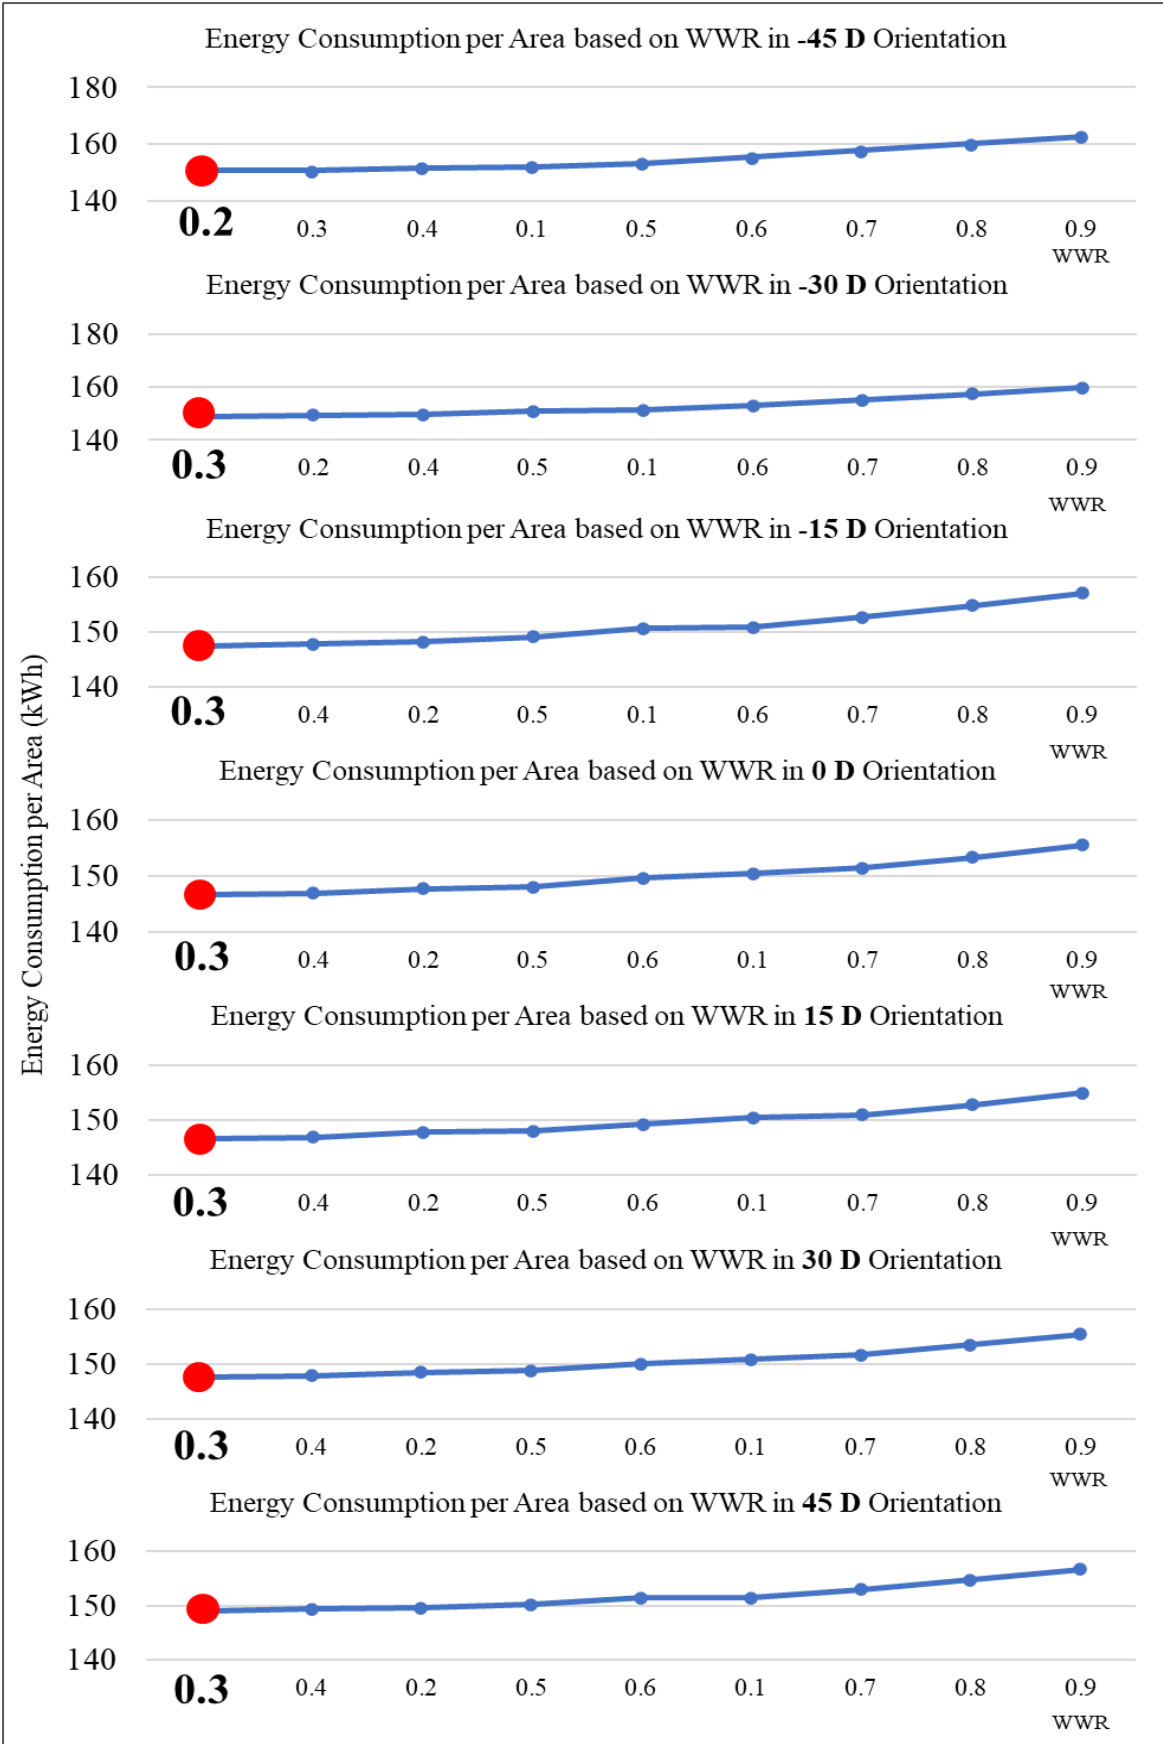 Energy Consumption per Area (kWh)
Energy Consumption per Area based on WWR in -45 D Orientation
180
160
140
0.2 0.3 0.4 0.1 0.5 0.6 0.7 0.8 0.9
WWR
Energy Consumption per Area based on WWR in -30 D Orientation
180
160
140
0.3 0.2 0.4 0.5 0.1 0.6 0.7 0.8 0.9
WWR
Energy Consumption per Area based on WWR in -15 D Orientation
160
150
140
0.3 0.4 0.2 0.5 0.1 0.6 0.7 0.8 0.9
WWR
Energy Consumption per Area based on WWR in 0 D Orientation
160
150
140
0.3 0.4 0.2 0.5 0.6 0.1 0.7 0.8 0.9
WWR
Energy Consumption per Area based on WWR in 15 D Orientation
160
150
140
0.3 0.4 0.2 0.5 0.6 0.1 0.7 0.8 0.9
WWR
Energy Consumption per Area based on WWR in 30 D Orientation
160
150
140
0.3 0.4 0.2 0.5 0.6 0.1 0.7 0.8 0.9
WWR
Energy Consumption per Area based on WWR in 45 D Orientation
160
150
140
0.3 0.4 0.2 0.5 0.6 0.1 0.7 0.8 0.9
WWR